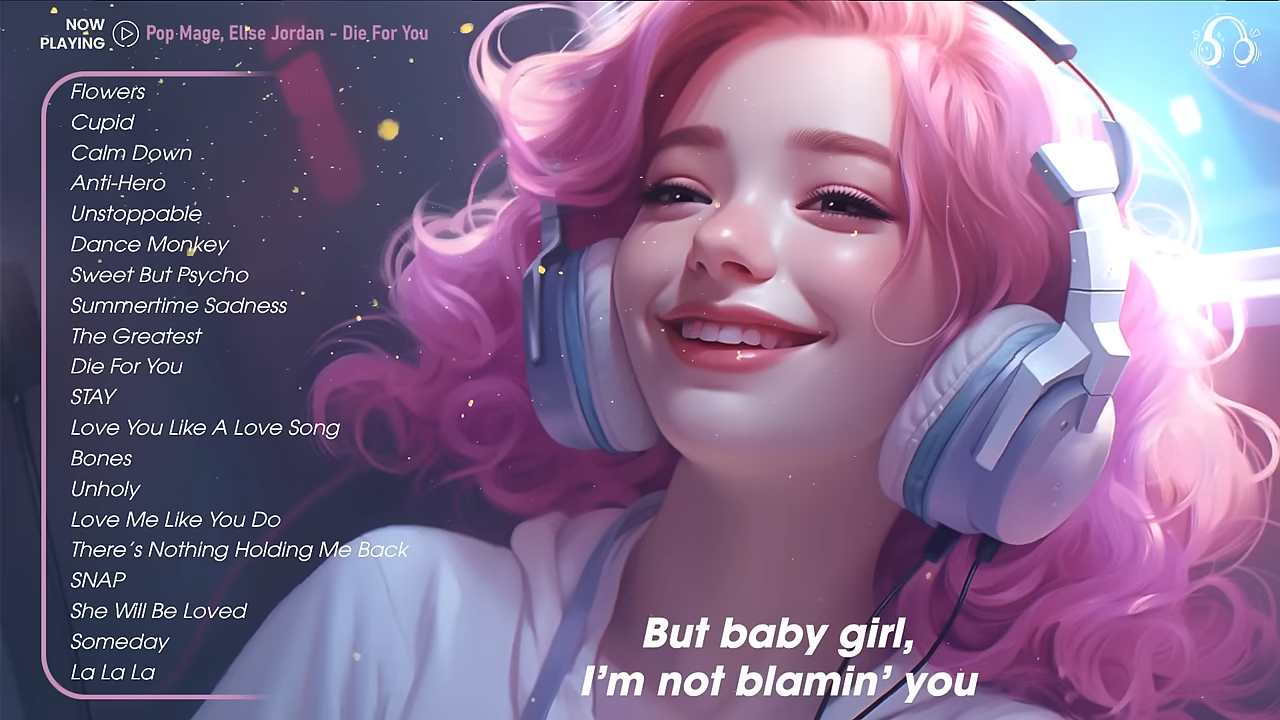 NOW
PLAYING
Pop Mage, Elise Jordan - Die For You
Flowers
Cupid
Calm Down
Anti-Hero
Unstoppable
Dance Monkey
Sweet But Psycho
Summertime Sadness
The Greatest
Die For You
STAY
Love You Like A Love Song
Bones
Unholy
Love Me Like You Do
There's Nothing Holding Me Back
SNAP
She Will Be Loved
Someday
La La La
But baby girl,
I'm not blamin' you